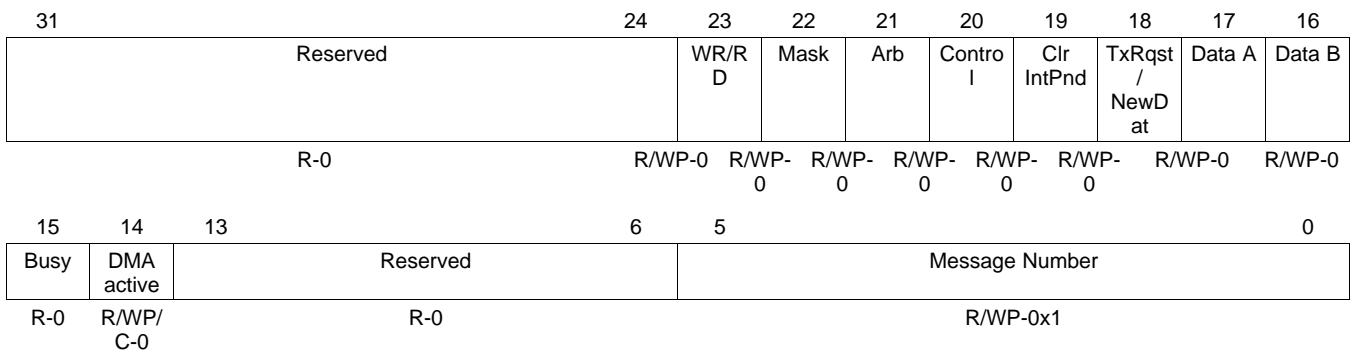 31 24 23 22 21 20 19 18 17 16
Reserved WR/R Mask Arb Contro Clr TxRqst Data A Data B
D l IntPnd /
NewD
at
R-0 R/WP-0 R/WP- R/WP- R/WP- R/WP- R/WP- R/WP-0 R/WP-0
0 0 0 0 0
15 14 13 6 5 0
Busy DMA Reserved Message Number
active
R-0 R/WP/ R-0 R/WP-0x1
C-0